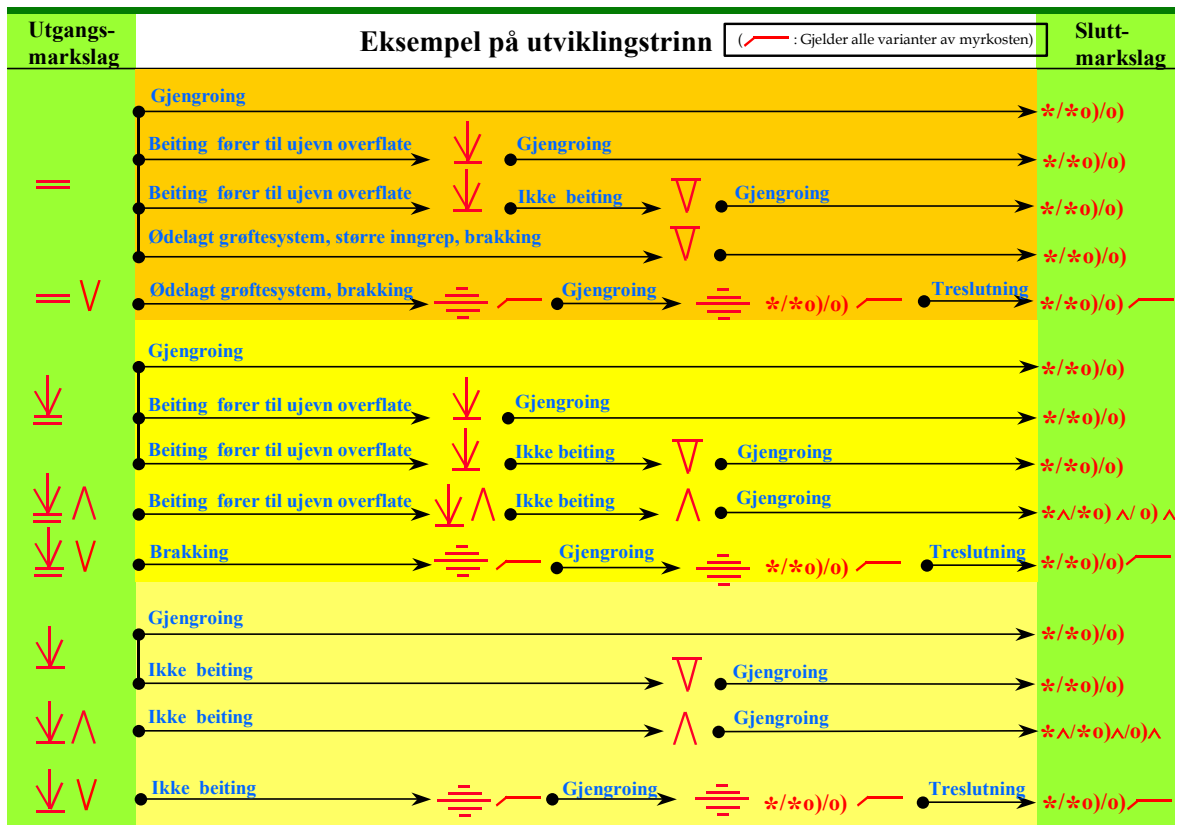 Utgangs-
markslag
Eksempel på utviklingstrinn
( : Gjelder alle varianter av myrkosten)
Slutt-
markslag
Gjengroing
*/*o)/o)
Beiting fører til ujevn overflate
Gjengroing
*/*o)/o)
Beiting fører til ujevn overflate
Ikke beiting
Gjengroing
*/*o)/o)
Ødelagt grøftesystem, større inngrep, brakking
*/*o)/o)
Ødelagt grøftesystem, brakking
Gjengroing
*/*o)/o)
Treslutning
*/*o)/o)
Gjengroing
*/*o)/o)
Beiting fører til ujevn overflate
Gjengroing
*/*o)/o)
Beiting fører til ujevn overflate
Ikke beiting
Gjengroing
*/*o)/o)
Beiting fører til ujevn overflate
Ikke beiting
Gjengroing
*^/*o) ^/ o) ^
Brakking
Gjengroing
*/*o)/o)
Treslutning
*/*o)/o)
Gjengroing
*/*o)/o)
Ikke beiting
Gjengroing
*/*o)/o)
Ikke beiting
Gjengroing
*^/*o)^/o)^
Ikke beiting
Gjengroing
*/*o)/o)
Treslutning
*/*o)/o)